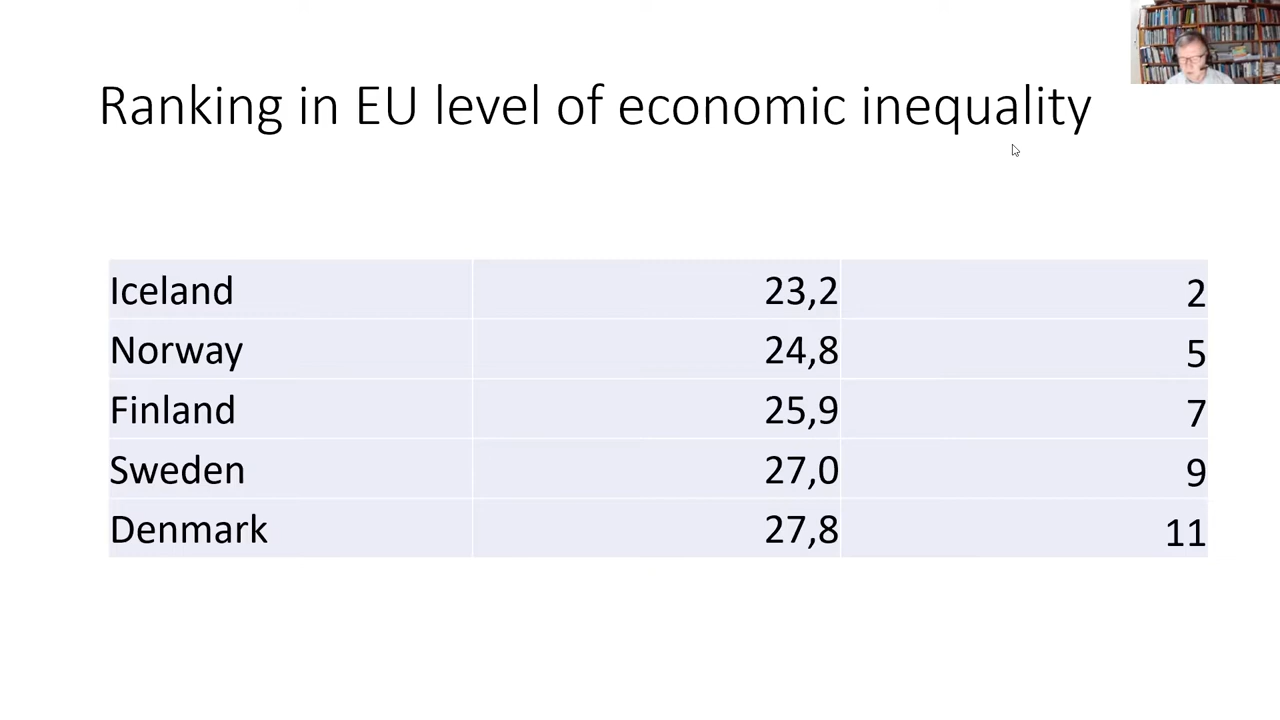 Ranking in EU level of economic inequality
Iceland 23,2 2
Norway 24,8 5
Finland 25,9 7
Sweden 27,0 9
Denmark 27,8 11